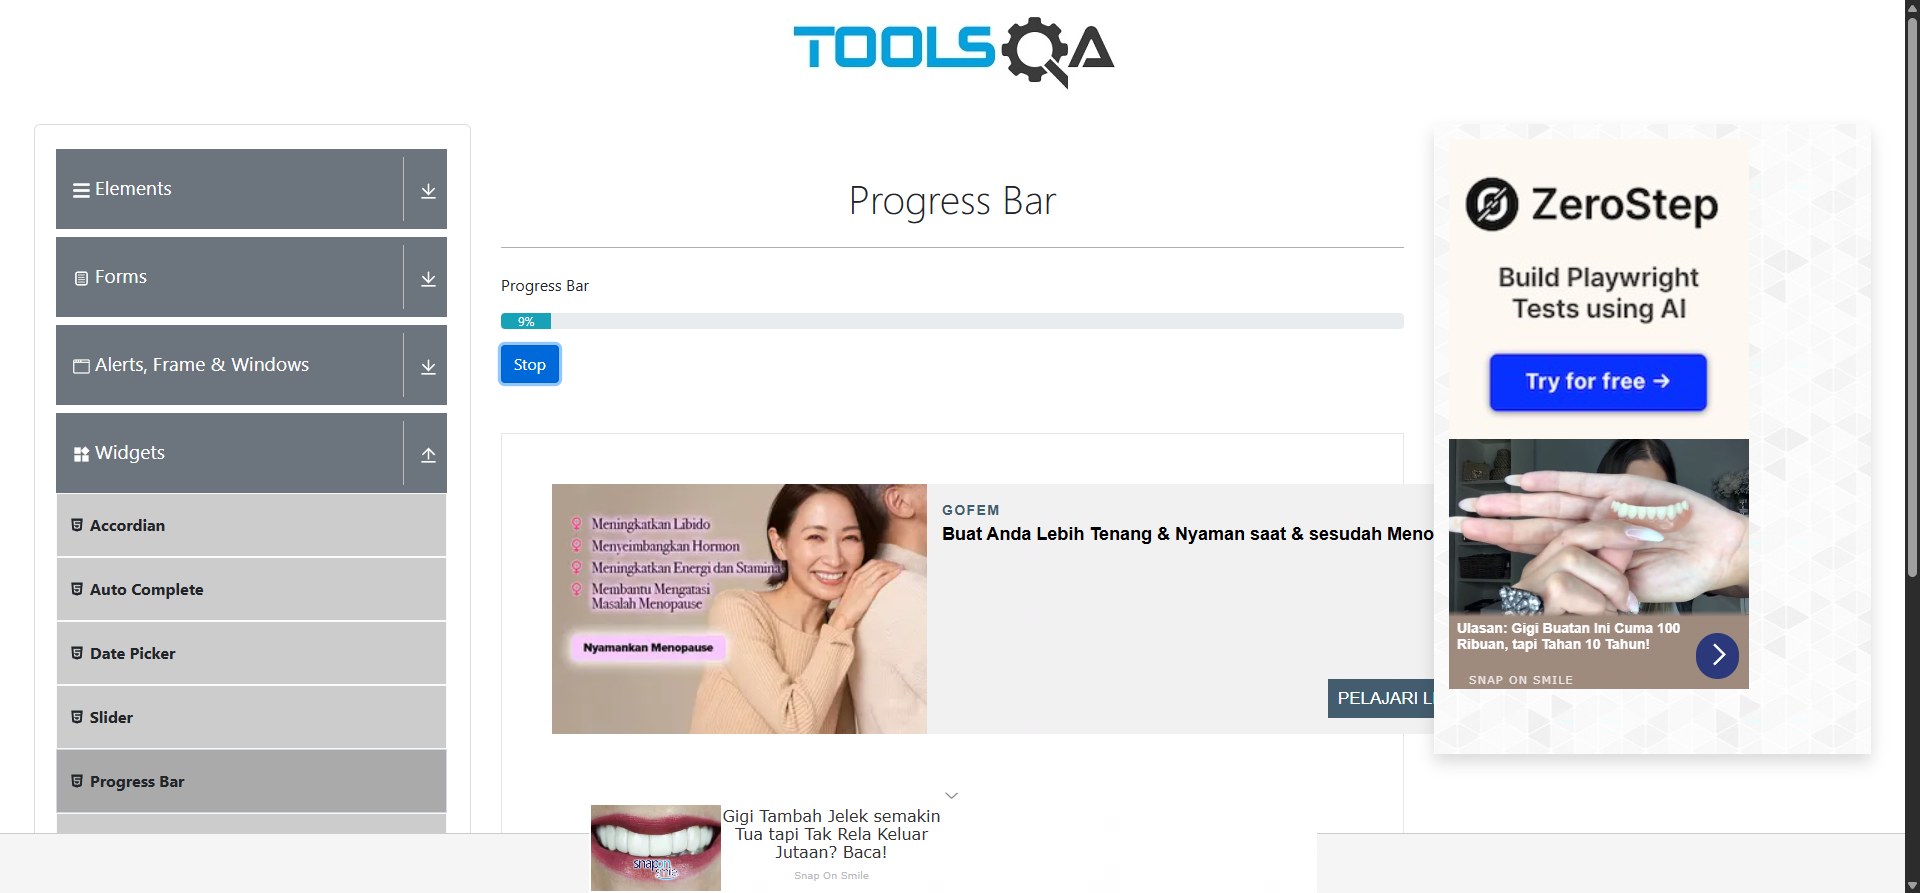 TOOLSQA
Elements
Forms
Alerts, Frame & Windows
Widgets
Accordian
Auto Complete
Date Picker
Slider
Progress Bar
Progress Bar
Progress Bar
9%
Stop
Meningkatkan Libido
Menyeimbangkan Hormon
Meningkatkan Energi dan Stamina
Membantu Mengatasi
Masalah Menopause
Nyamankan Menopause
GOFEM
Buat Anda Lebih Tenang & Nyaman saat & sesudah Meno
PELAJARI L
Gigi Tambah Jelek semakin
Tua tapi Tak Rela Keluar
Jutaan? Baca!
Snap On Smile
snap on
smile
ZeroStep
Build Playwright
Tests using AI
Try for free →
Ulasan: Gigi Buatan Ini Cuma 100
Ribuan, tapi Tahan 10 Tahun!
SNAP ON SMILE